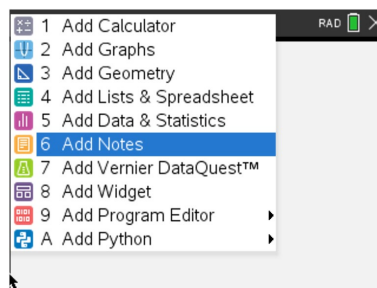 RAD
1 Add Calculator
2 Add Graphs
3 Add Geometry
4 Add Lists & Spreadsheet
5 Add Data & Statistics
6 Add Notes
7 Add Vernier DataQuest™
8 Add Widget
9 Add Program Editor
A Add Python